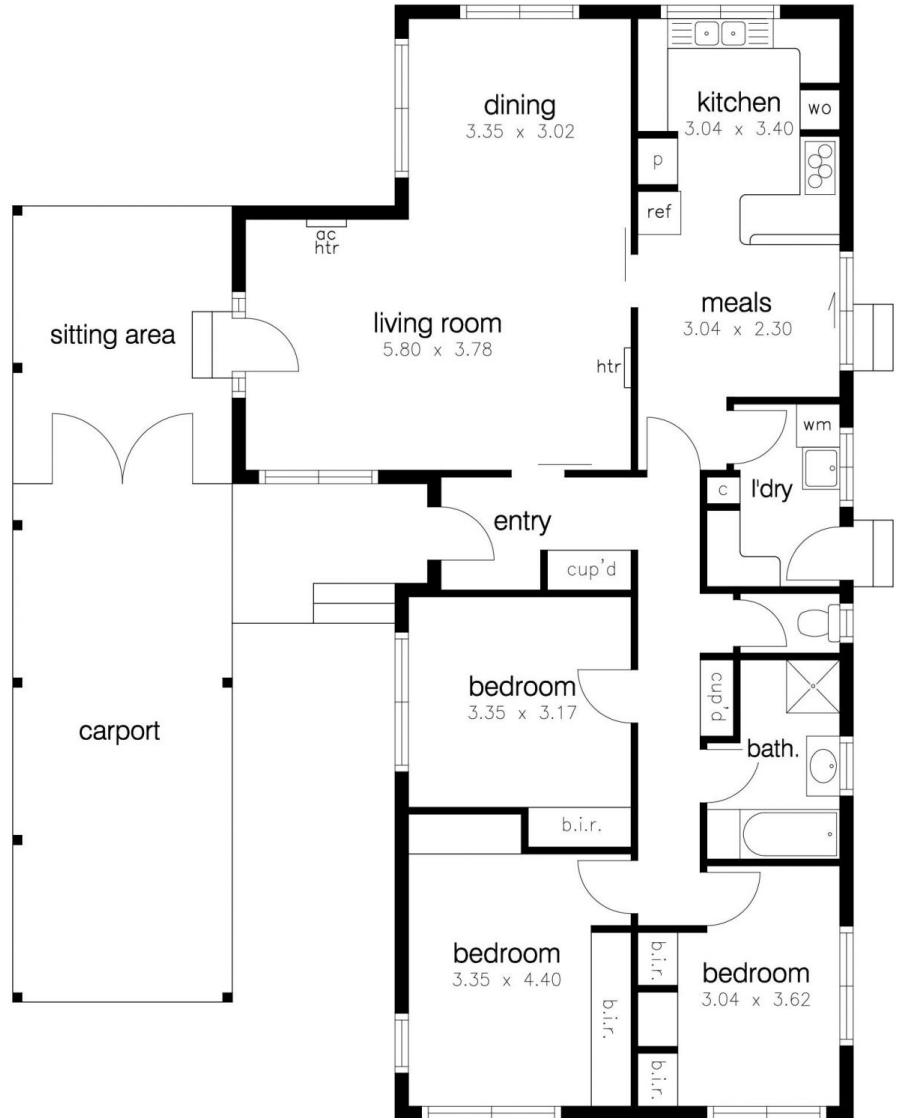 dining
3.35 x 3.02
kitchen
3.04 x 3.40
wo
p
ref
ac
htr
sitting area
living room
5.80 x 3.78
meals
3.04 x 2.30
htr
wm
c
l'dry
entry
cup'd
bedroom
3.35 x 3.17
cup'd
carport
bath.
b.i.r.
bedroom
3.35 x 4.40
b.i.r.
b.i.r.
bedroom
3.04 x 3.62
b.i.r.